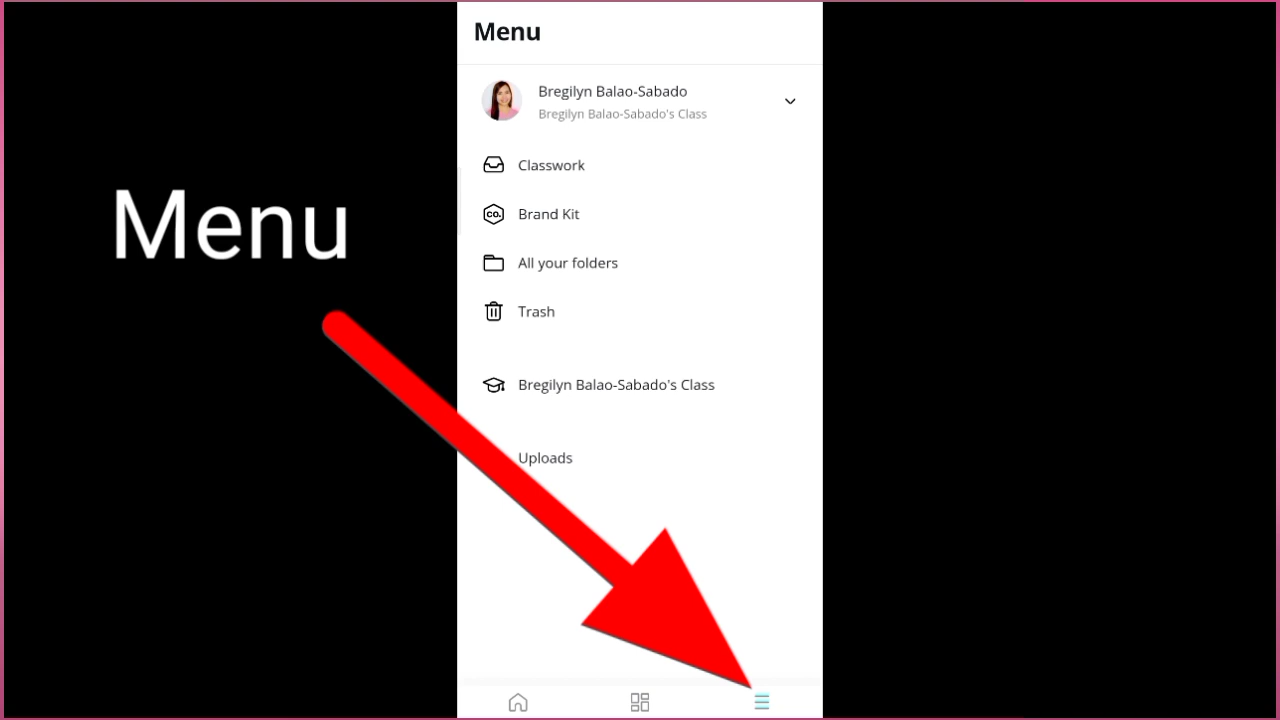 Menu
Bregilyn Balao-Sabado
Bregilyn Balao-Sabado's Class
Classwork
Menu
CO.
Brand Kit
All your folders
Trash
Bregilyn Balao-Sabado's Class
Uploads